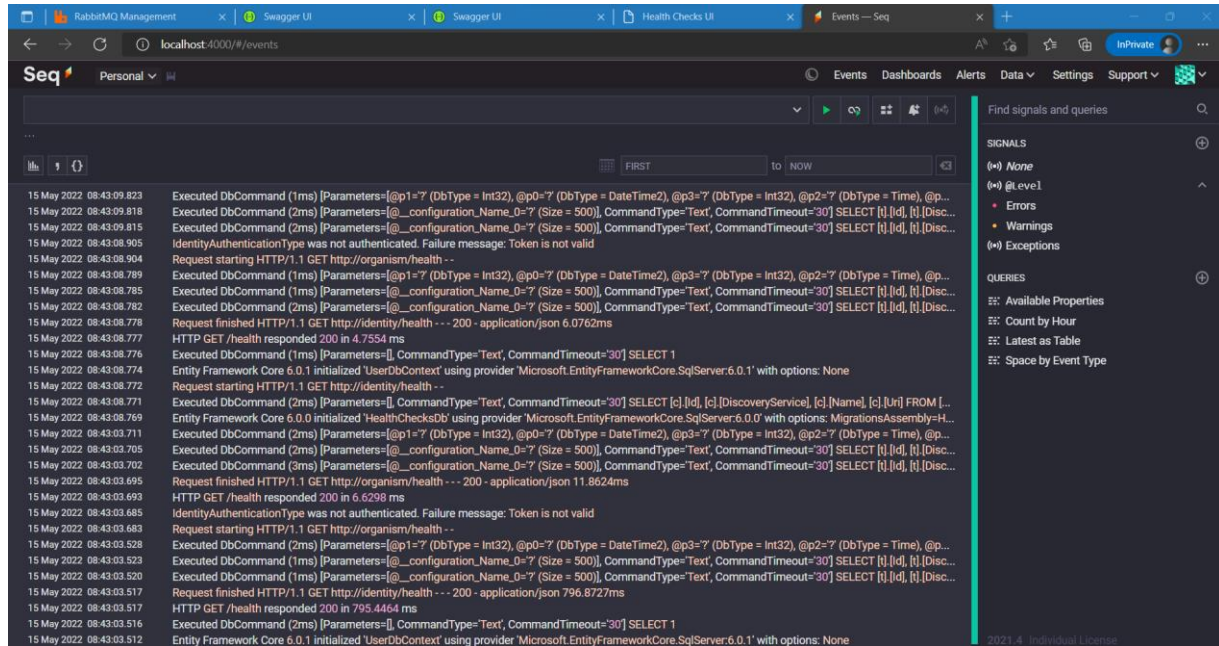 RabbitMQ Management
Swagger UI
Swagger UI
Health Checks UI
Events — Seq
localhost:4000/#/events
InPrivate
Seq
Personal
Events Dashboards Alerts Data Settings Support
...
FIRST to NOW
15 May 2022 08:43:09.823 Executed DbCommand (1ms) [Parameters=[@p1='?' (DbType = Int32), @p0='?' (DbType = DateTime2), @p3='?' (DbType = Int32), @p2='?' (DbType = Time), @p...
15 May 2022 08:43:09.818 Executed DbCommand (2ms) [Parameters=[@__configuration_Name_0='?' (Size = 500)], CommandType='Text', CommandTimeout='30'] SELECT [t].[Id], [t].[Disc...
15 May 2022 08:43:09.815 Executed DbCommand (2ms) [Parameters=[@__configuration_Name_0='?' (Size = 500)], CommandType='Text', CommandTimeout='30'] SELECT [t].[Id], [t].[Disc...
15 May 2022 08:43:08.905 IdentityAuthenticationType was not authenticated. Failure message: Token is not valid
15 May 2022 08:43:08.904 Request starting HTTP/1.1 GET http://organism/health - -
15 May 2022 08:43:08.789 Executed DbCommand (1ms) [Parameters=[@p1='?' (DbType = Int32), @p0='?' (DbType = DateTime2), @p3='?' (DbType = Int32), @p2='?' (DbType = Time), @p...
15 May 2022 08:43:08.785 Executed DbCommand (1ms) [Parameters=[@__configuration_Name_0='?' (Size = 500)], CommandType='Text', CommandTimeout='30'] SELECT [t].[Id], [t].[Disc...
15 May 2022 08:43:08.782 Executed DbCommand (2ms) [Parameters=[@__configuration_Name_0='?' (Size = 500)], CommandType='Text', CommandTimeout='30'] SELECT [t].[Id], [t].[Disc...
15 May 2022 08:43:08.778 Request finished HTTP/1.1 GET http://identity/health - - - 200 - application/json 6.0762ms
15 May 2022 08:43:08.777 HTTP GET /health responded 200 in 4.7554 ms
15 May 2022 08:43:08.776 Executed DbCommand (1ms) [Parameters=[], CommandType='Text', CommandTimeout='30'] SELECT 1
15 May 2022 08:43:08.774 Entity Framework Core 6.0.1 initialized 'UserDbContext' using provider 'Microsoft.EntityFrameworkCore.SqlServer:6.0.1' with options: None
15 May 2022 08:43:08.772 Request starting HTTP/1.1 GET http://identity/health - -
15 May 2022 08:43:08.771 Executed DbCommand (2ms) [Parameters=[], CommandType='Text', CommandTimeout='30'] SELECT [c].[Id], [c].[DiscoveryService], [c].[Name], [c].[Uri] FROM [...
15 May 2022 08:43:08.769 Entity Framework Core 6.0.0 initialized 'HealthChecksDb' using provider 'Microsoft.EntityFrameworkCore.SqlServer:6.0.0' with options: MigrationsAssembly=H...
15 May 2022 08:43:03.711 Executed DbCommand (2ms) [Parameters=[@p1='?' (DbType = Int32), @p0='?' (DbType = DateTime2), @p3='?' (DbType = Int32), @p2='?' (DbType = Time), @p...
15 May 2022 08:43:03.705 Executed DbCommand (2ms) [Parameters=[@__configuration_Name_0='?' (Size = 500)], CommandType='Text', CommandTimeout='30'] SELECT [t].[Id], [t].[Disc...
15 May 2022 08:43:03.702 Executed DbCommand (3ms) [Parameters=[@__configuration_Name_0='?' (Size = 500)], CommandType='Text', CommandTimeout='30'] SELECT [t].[Id], [t].[Disc...
15 May 2022 08:43:03.695 Request finished HTTP/1.1 GET http://organism/health - - - 200 - application/json 11.8624ms
15 May 2022 08:43:03.693 HTTP GET /health responded 200 in 6.6298 ms
15 May 2022 08:43:03.685 IdentityAuthenticationType was not authenticated. Failure message: Token is not valid
15 May 2022 08:43:03.683 Request starting HTTP/1.1 GET http://organism/health - -
15 May 2022 08:43:03.528 Executed DbCommand (2ms) [Parameters=[@p1='?' (DbType = Int32), @p0='?' (DbType = DateTime2), @p3='?' (DbType = Int32), @p2='?' (DbType = Time), @p...
15 May 2022 08:43:03.523 Executed DbCommand (1ms) [Parameters=[@__configuration_Name_0='?' (Size = 500)], CommandType='Text', CommandTimeout='30'] SELECT [t].[Id], [t].[Disc...
15 May 2022 08:43:03.520 Executed DbCommand (1ms) [Parameters=[@__configuration_Name_0='?' (Size = 500)], CommandType='Text', CommandTimeout='30'] SELECT [t].[Id], [t].[Disc...
15 May 2022 08:43:03.517 Request finished HTTP/1.1 GET http://identity/health - - - 200 - application/json 796.8727ms
15 May 2022 08:43:03.517 HTTP GET /health responded 200 in 795.4464 ms
15 May 2022 08:43:03.516 Executed DbCommand (2ms) [Parameters=[], CommandType='Text', CommandTimeout='30'] SELECT 1
15 May 2022 08:43:03.512 Entity Framework Core 6.0.1 initialized 'UserDbContext' using provider 'Microsoft.EntityFrameworkCore.SqlServer:6.0.1' with options: None
Find signals and queries
SIGNALS
None
@Level
Errors
Warnings
Exceptions
QUERIES
Available Properties
Count by Hour
Latest as Table
Space by Event Type
2021.4 Individual License